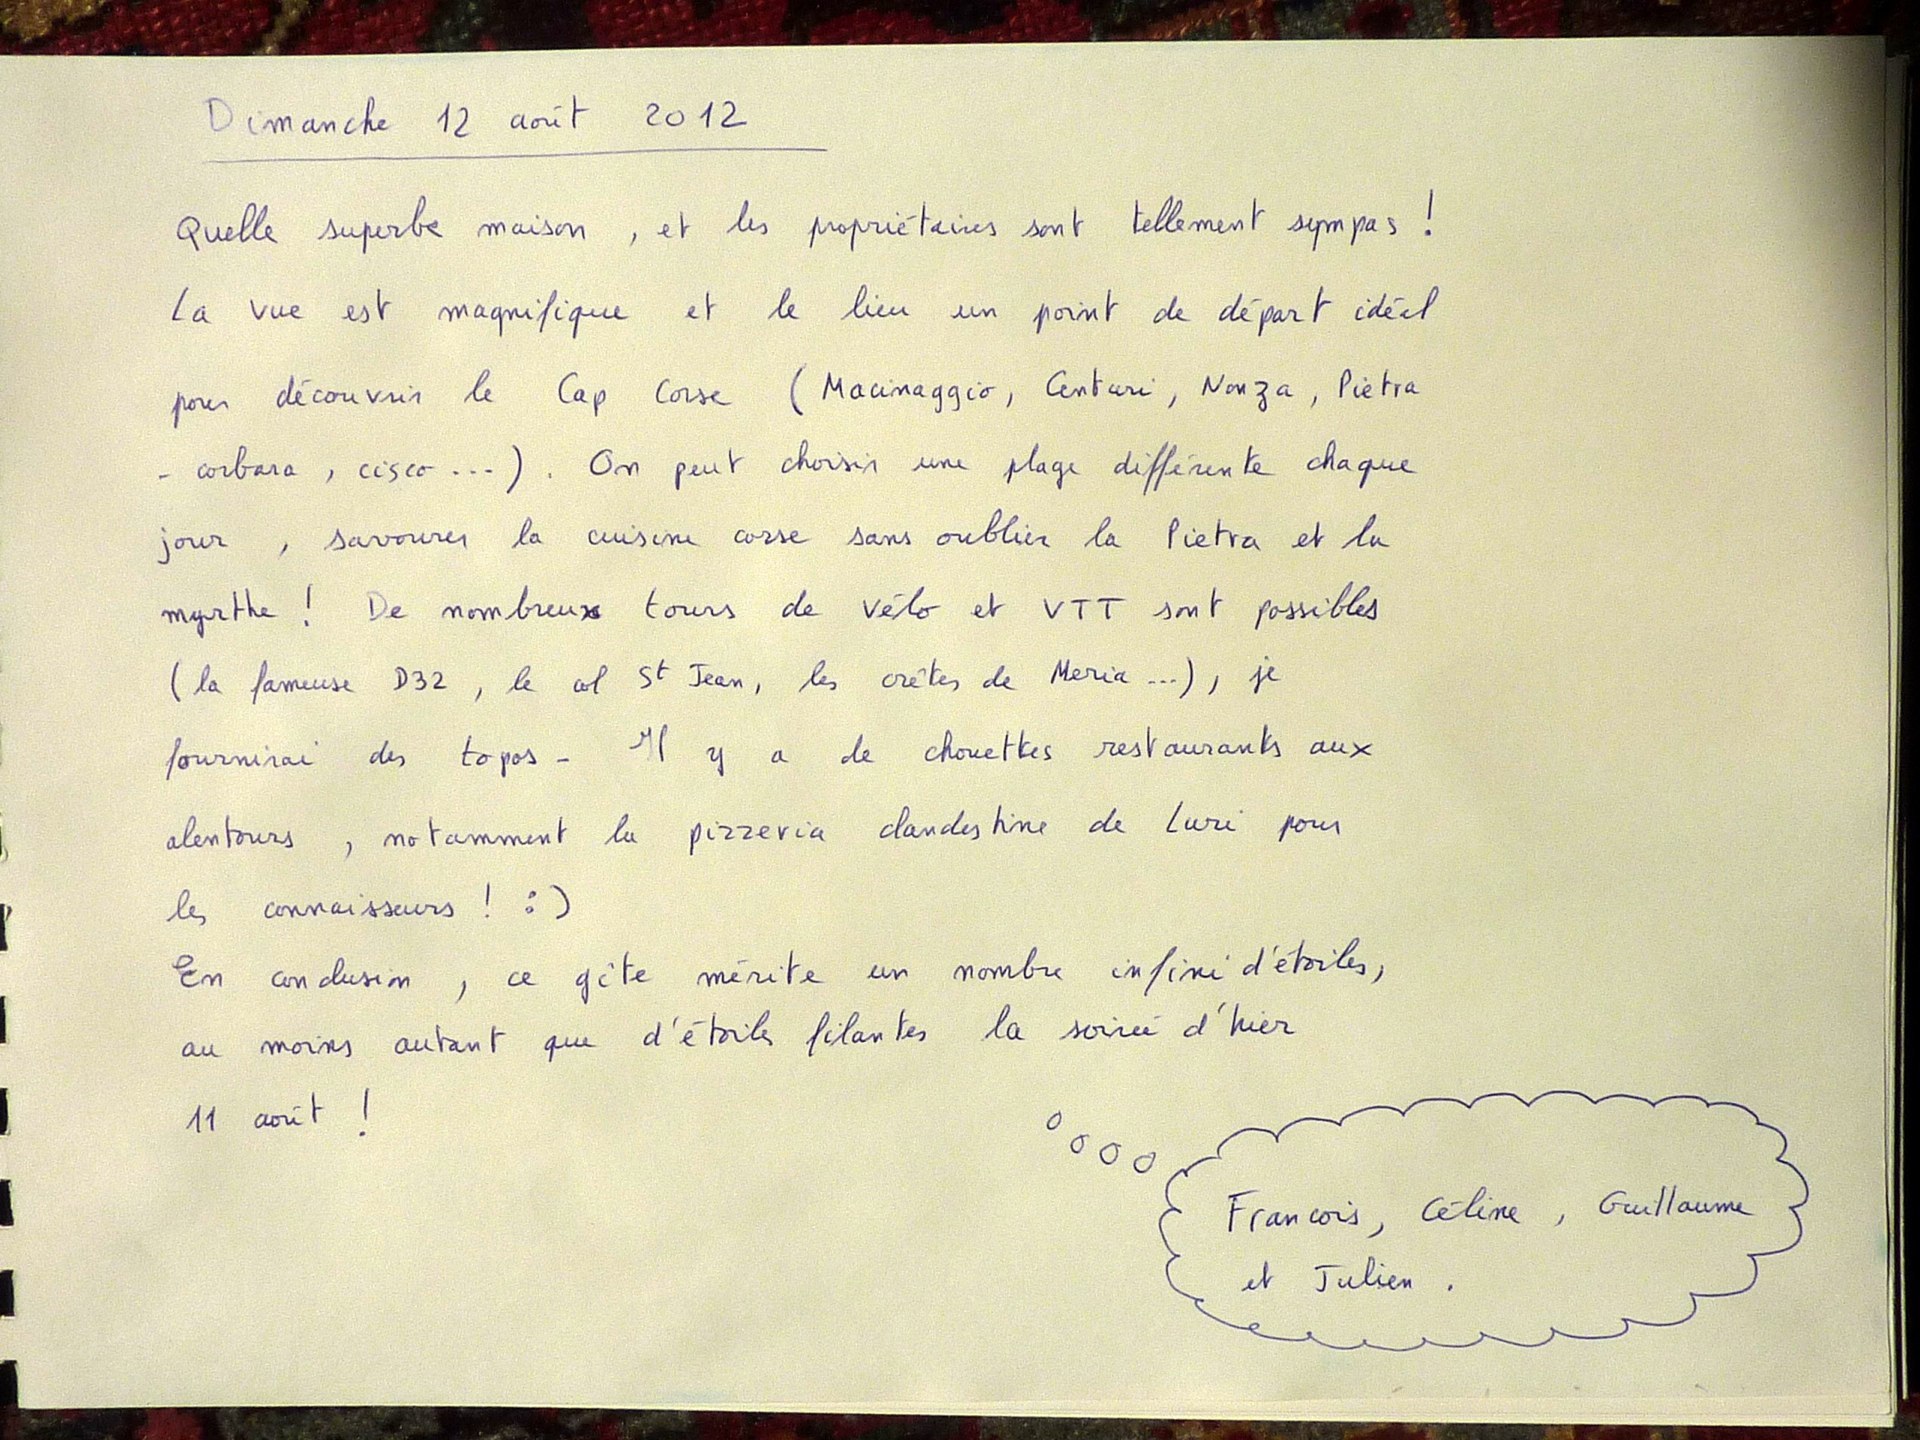 Dimanche 12 août 2012
Quelle superbe maison, et les propriétaires sont tellement sympas !
La vue est magnifique et le lieu un point de départ idéal
pour découvrir le Cap Corse (Macinaggio, Centuri, Nonza, Pietra
- corbara, cisco...). On peut choisir une plage différente chaque
jour, savourer la cuisine corse sans oublier la Pietra et la
myrthe ! De nombreux tours de vélo et VTT sont possibles
(la fameuse D32, le col St Jean, les crêtes de Meria...), je
fournirai des topos - Il y a de chouettes restaurants aux
alentours, notamment la pizzeria clandestine de Luri pour
les connaisseurs ! :)
En conclusion, ce gîte mérite un nombre infini d'étoiles,
au moins autant que d'étoiles filantes la soirée d'hier
11 août !
Francois, Céline, Guillaume
et Julien.